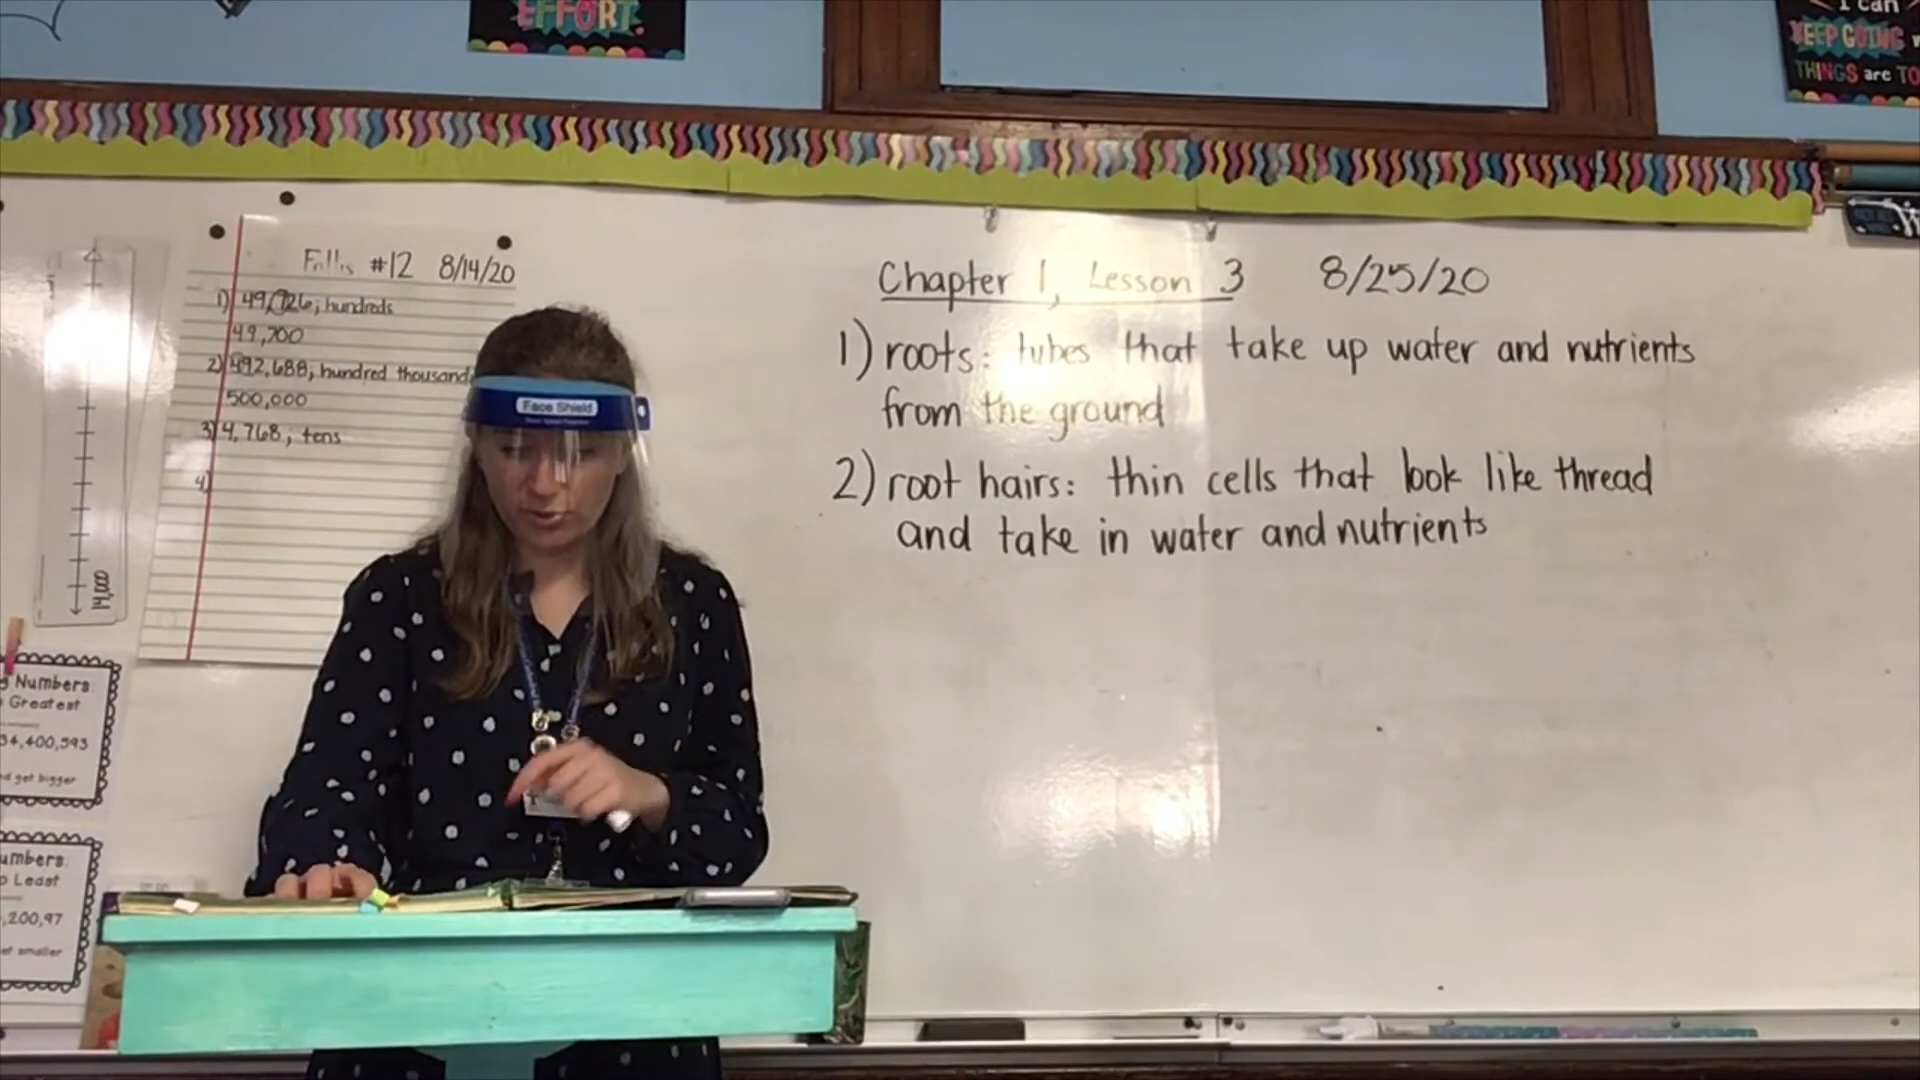 EFFORT.
I can
KEEP GOING
THINGS are TO
#12 8/14/20
1) 49,726; hundreds
49,700
2) 492,688; hundred thousand
500,000
3) 4,768; tens
4)
14,000
Numbers:
Greatest
34,400,593
get bigger
umbers:
Least
,200,97
smaller
Face Shield
Chapter 1, Lesson 3 8/25/20
1) roots: tubes that take up water and nutrients
from the ground
2) root hairs: thin cells that look like thread
and take in water and nutrients